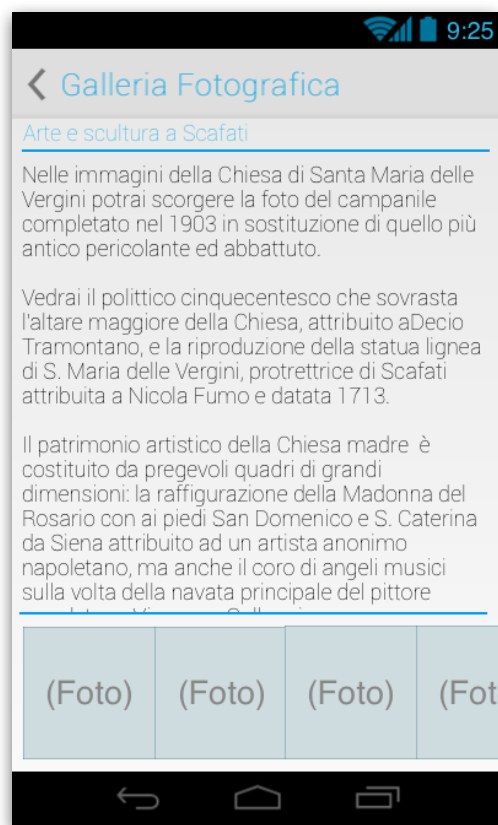 9:25
Galleria Fotografica
Arte e scultura a Scafati
Nelle immagini della Chiesa di Santa Maria delle
Vergini potrai scorgere la foto del campanile
completato nel 1903 in sostituzione di quello più
antico pericolante ed abbattuto.
Vedrai il polittico cinquecentesco che sovrasta
l'altare maggiore della Chiesa, attribuito aDecio
Tramontano, e la riproduzione della statua lignea
di S. Maria delle Vergini, protrettrice di Scafati
attribuita a Nicola Fumo e datata 1713.
Il patrimonio artistico della Chiesa madre è
costituito da pregevoli quadri di grandi
dimensioni: la raffigurazione della Madonna del
Rosario con ai piedi San Domenico e S. Caterina
da Siena attribuito ad un artista anonimo
napoletano, ma anche il coro di angeli musici
sulla volta della navata principale del pittore
(Foto) (Foto) (Foto) (Fot